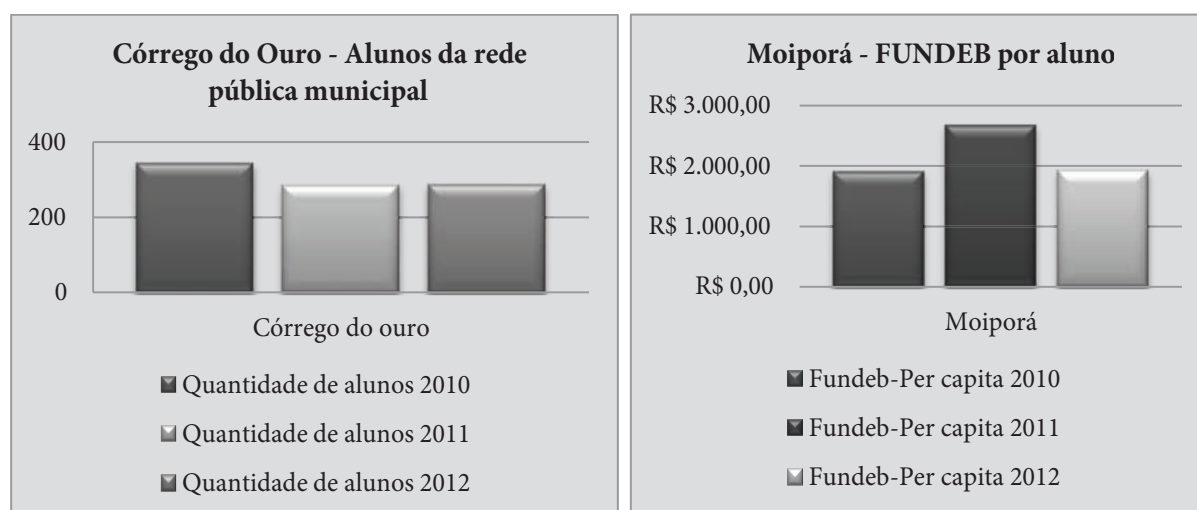 Córrego do Ouro - Alunos da rede
pública municipal
400
200
0
Córrego do ouro
Quantidade de alunos 2010
Quantidade de alunos 2011
Quantidade de alunos 2012
Moiporá - FUNDEB por aluno
R$ 3.000,00
R$ 2.000,00
R$ 1.000,00
R$ 0,00
Moiporá
Fundeb-Per capita 2010
Fundeb-Per capita 2011
Fundeb-Per capita 2012